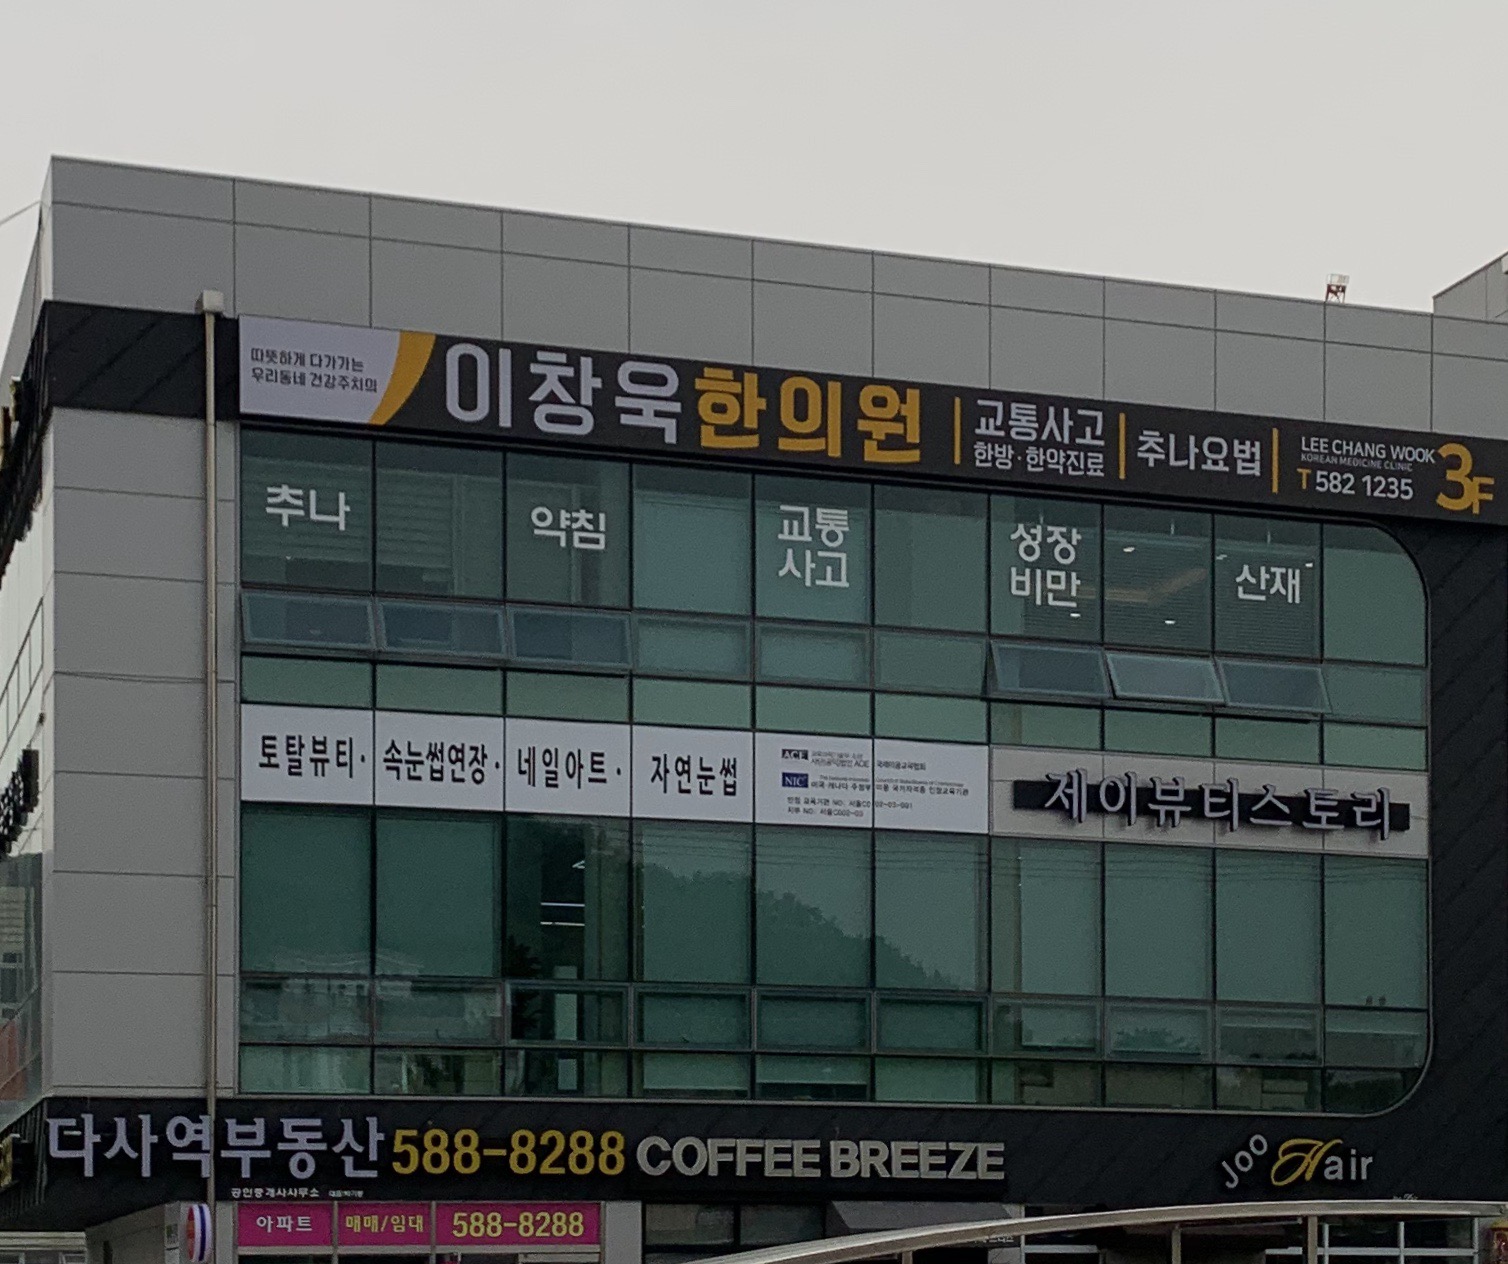 따뜻하게 다가가는
우리동네 건강주치의
이창욱한의원
교통사고
한방·한약진료
추나요법
LEE CHANG WOOK
KOREAN MEDICINE CLINIC
T 582 1235
3F
추나
약침
교통
사고
성장
비만
산재
토탈뷰티·속눈썹연장·네일아트·자연눈썹
ACE
NIC
제이뷰티스토리
다사역부동산 588-8288
공인중개사사무소
COFFEE BREEZE
Joo Hair
아파트 매매/임대 588-8288